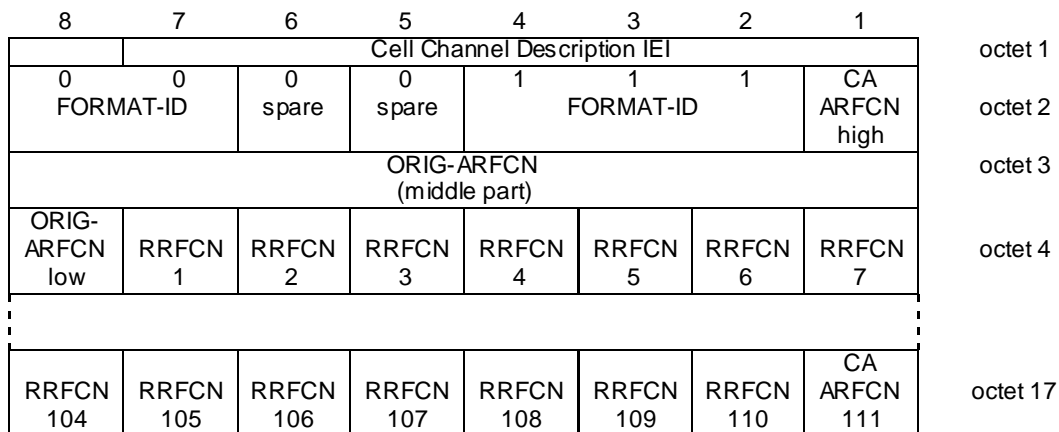 8 7 6 5 4 3 2 1
Cell Channel Description IEI octet 1
0 0 0 0 1 1 1 CA
FORMAT-ID spare spare FORMAT-ID ARFCN octet 2
high
ORIG-ARFCN octet 3
(middle part)
ORIG-
ARFCN RRFCN RRFCN RRFCN RRFCN RRFCN RRFCN RRFCN octet 4
low 1 2 3 4 5 6 7
CA
RRFCN RRFCN RRFCN RRFCN RRFCN RRFCN RRFCN ARFCN octet 17
104 105 106 107 108 109 110 111